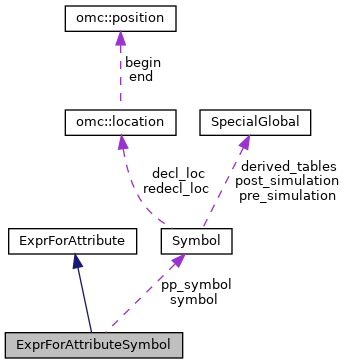 omc::position
begin
end
omc::location
SpecialGlobal
decl_loc
redecl_loc
derived_tables
post_simulation
pre_simulation
ExprForAttribute
Symbol
pp_symbol
symbol
ExprForAttributeSymbol